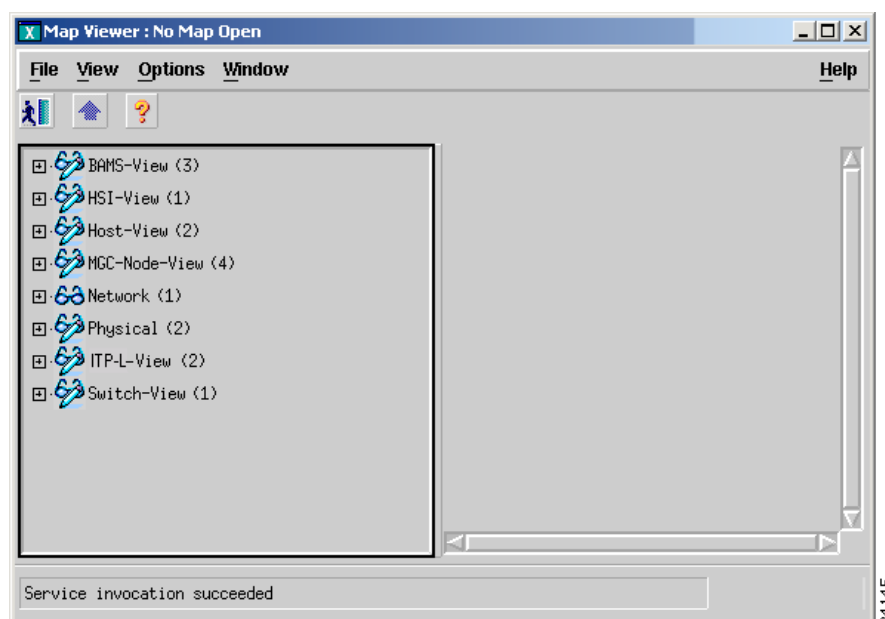 Map Viewer : No Map Open
File View Options Window Help
BAMS-View (3)
HSI-View (1)
Host-View (2)
MGC-Node-View (4)
Network (1)
Physical (2)
ITP-L-View (2)
Switch-View (1)
Service invocation succeeded